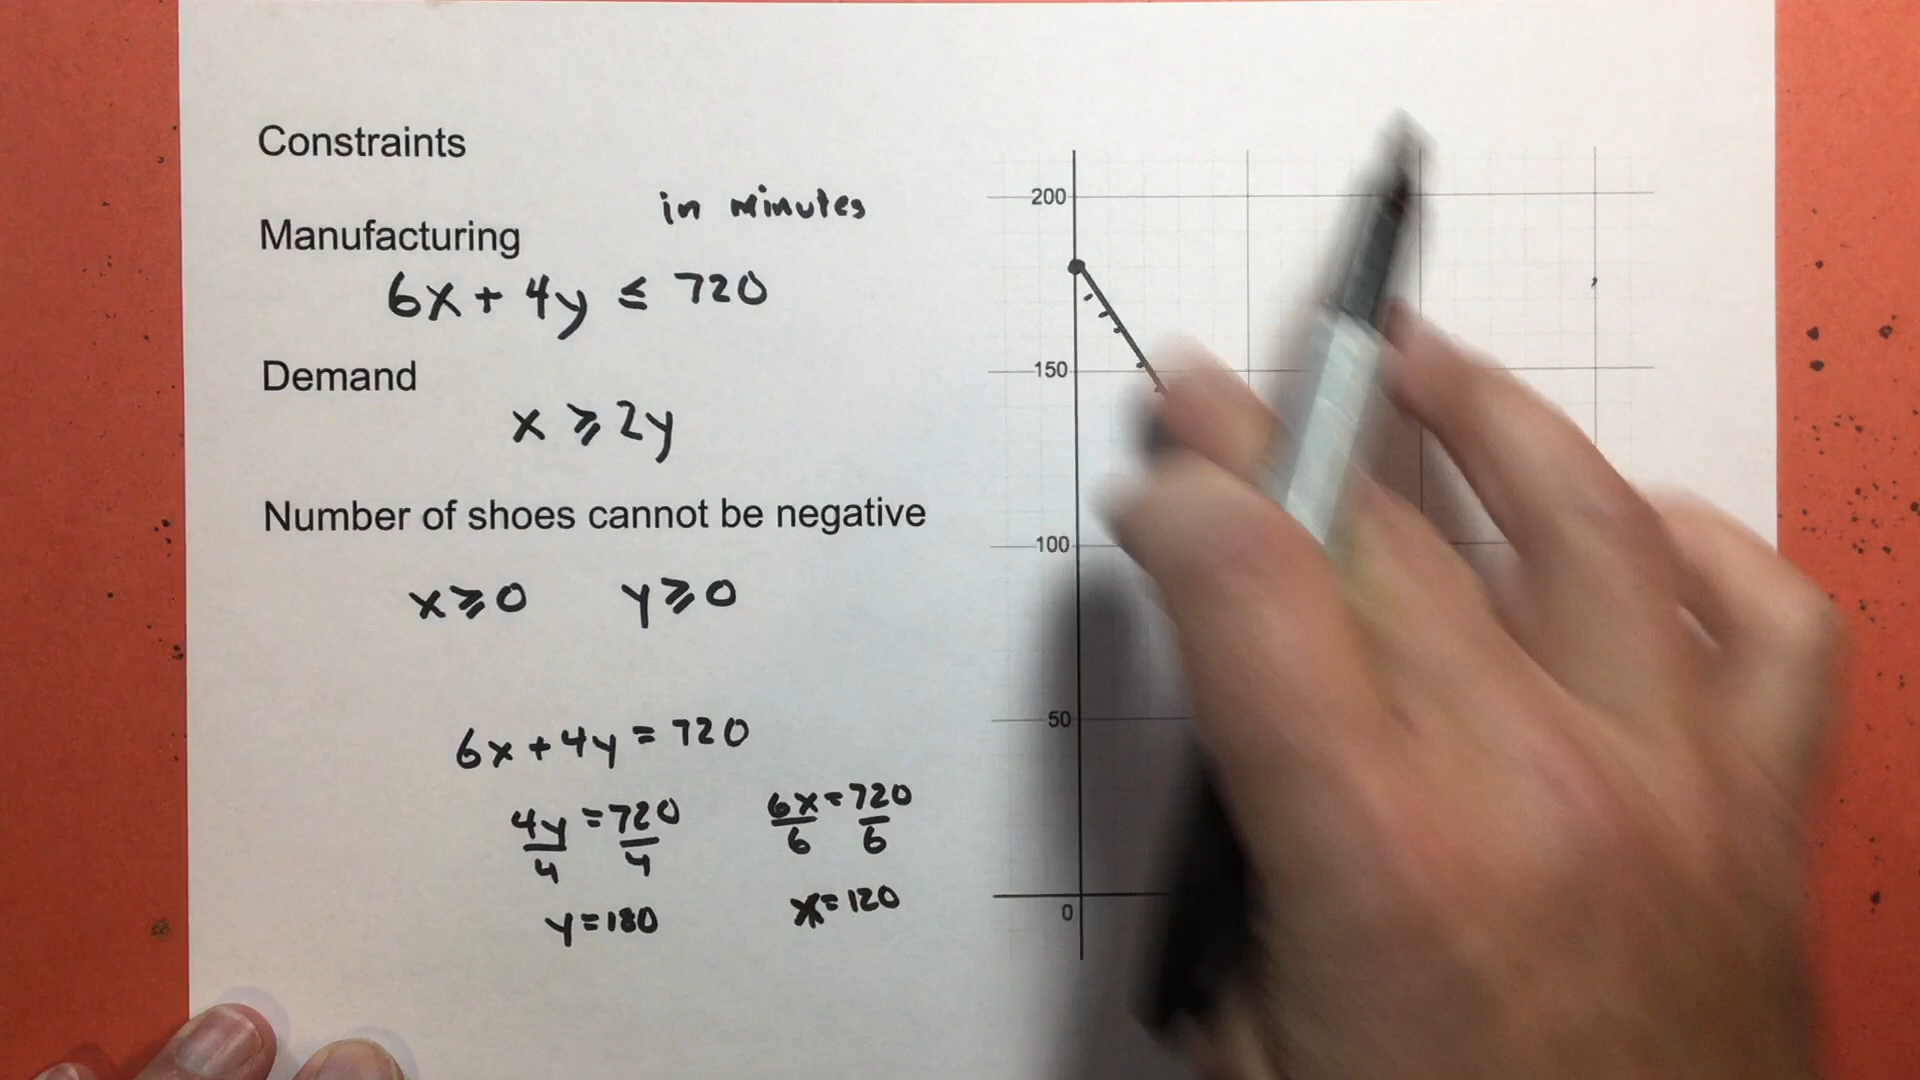 Constraints
in minutes
Manufacturing
6x + 4y ≤ 720
Demand
x ≥ 2y
Number of shoes cannot be negative
x ≥ 0 y ≥ 0
6x + 4y = 720
4y = 720 6x = 720
4 4 6 6
y = 180 x = 120
200
150
100
50
0